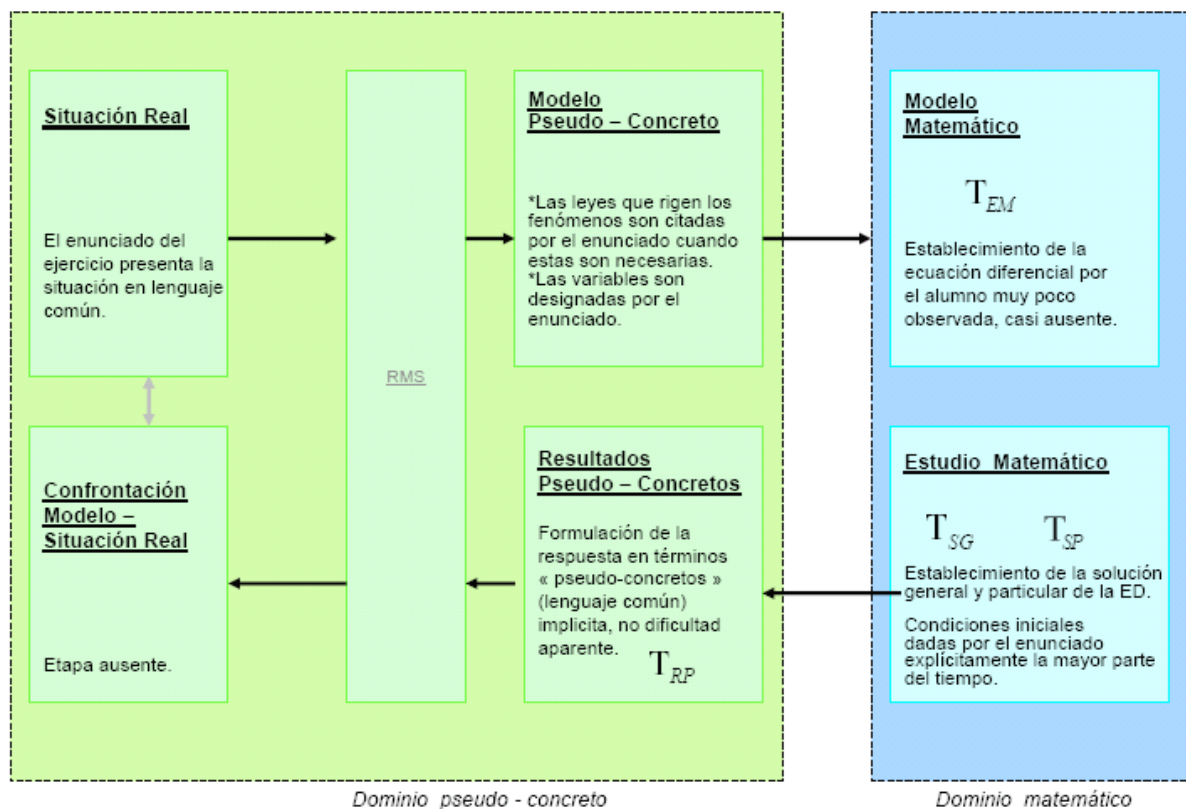 Situación Real
El enunciado del
ejercicio presenta la
situación en lenguaje
común.
RMS
Modelo
Pseudo – Concreto
*Las leyes que rigen los
fenómenos son citadas
por el enunciado cuando
estas son necesarias.
*Las variables son
designadas por el
enunciado.
Modelo
Matemático
T_EM
Establecimiento de la
ecuación diferencial por
el alumno muy poco
observada, casi ausente.
Confrontación
Modelo –
Situación Real
Etapa ausente.
Resultados
Pseudo – Concretos
Formulación de la
respuesta en términos
« pseudo-concretos »
(lenguaje común)
implicita, no dificultad
aparente.
T_RP
Estudio Matemático
T_SG T_SP
Establecimiento de la solución
general y particular de la ED.
Condiciones iniciales
dadas por el enunciado
explícitamente la mayor parte
del tiempo.
Dominio pseudo - concreto
Dominio matemático